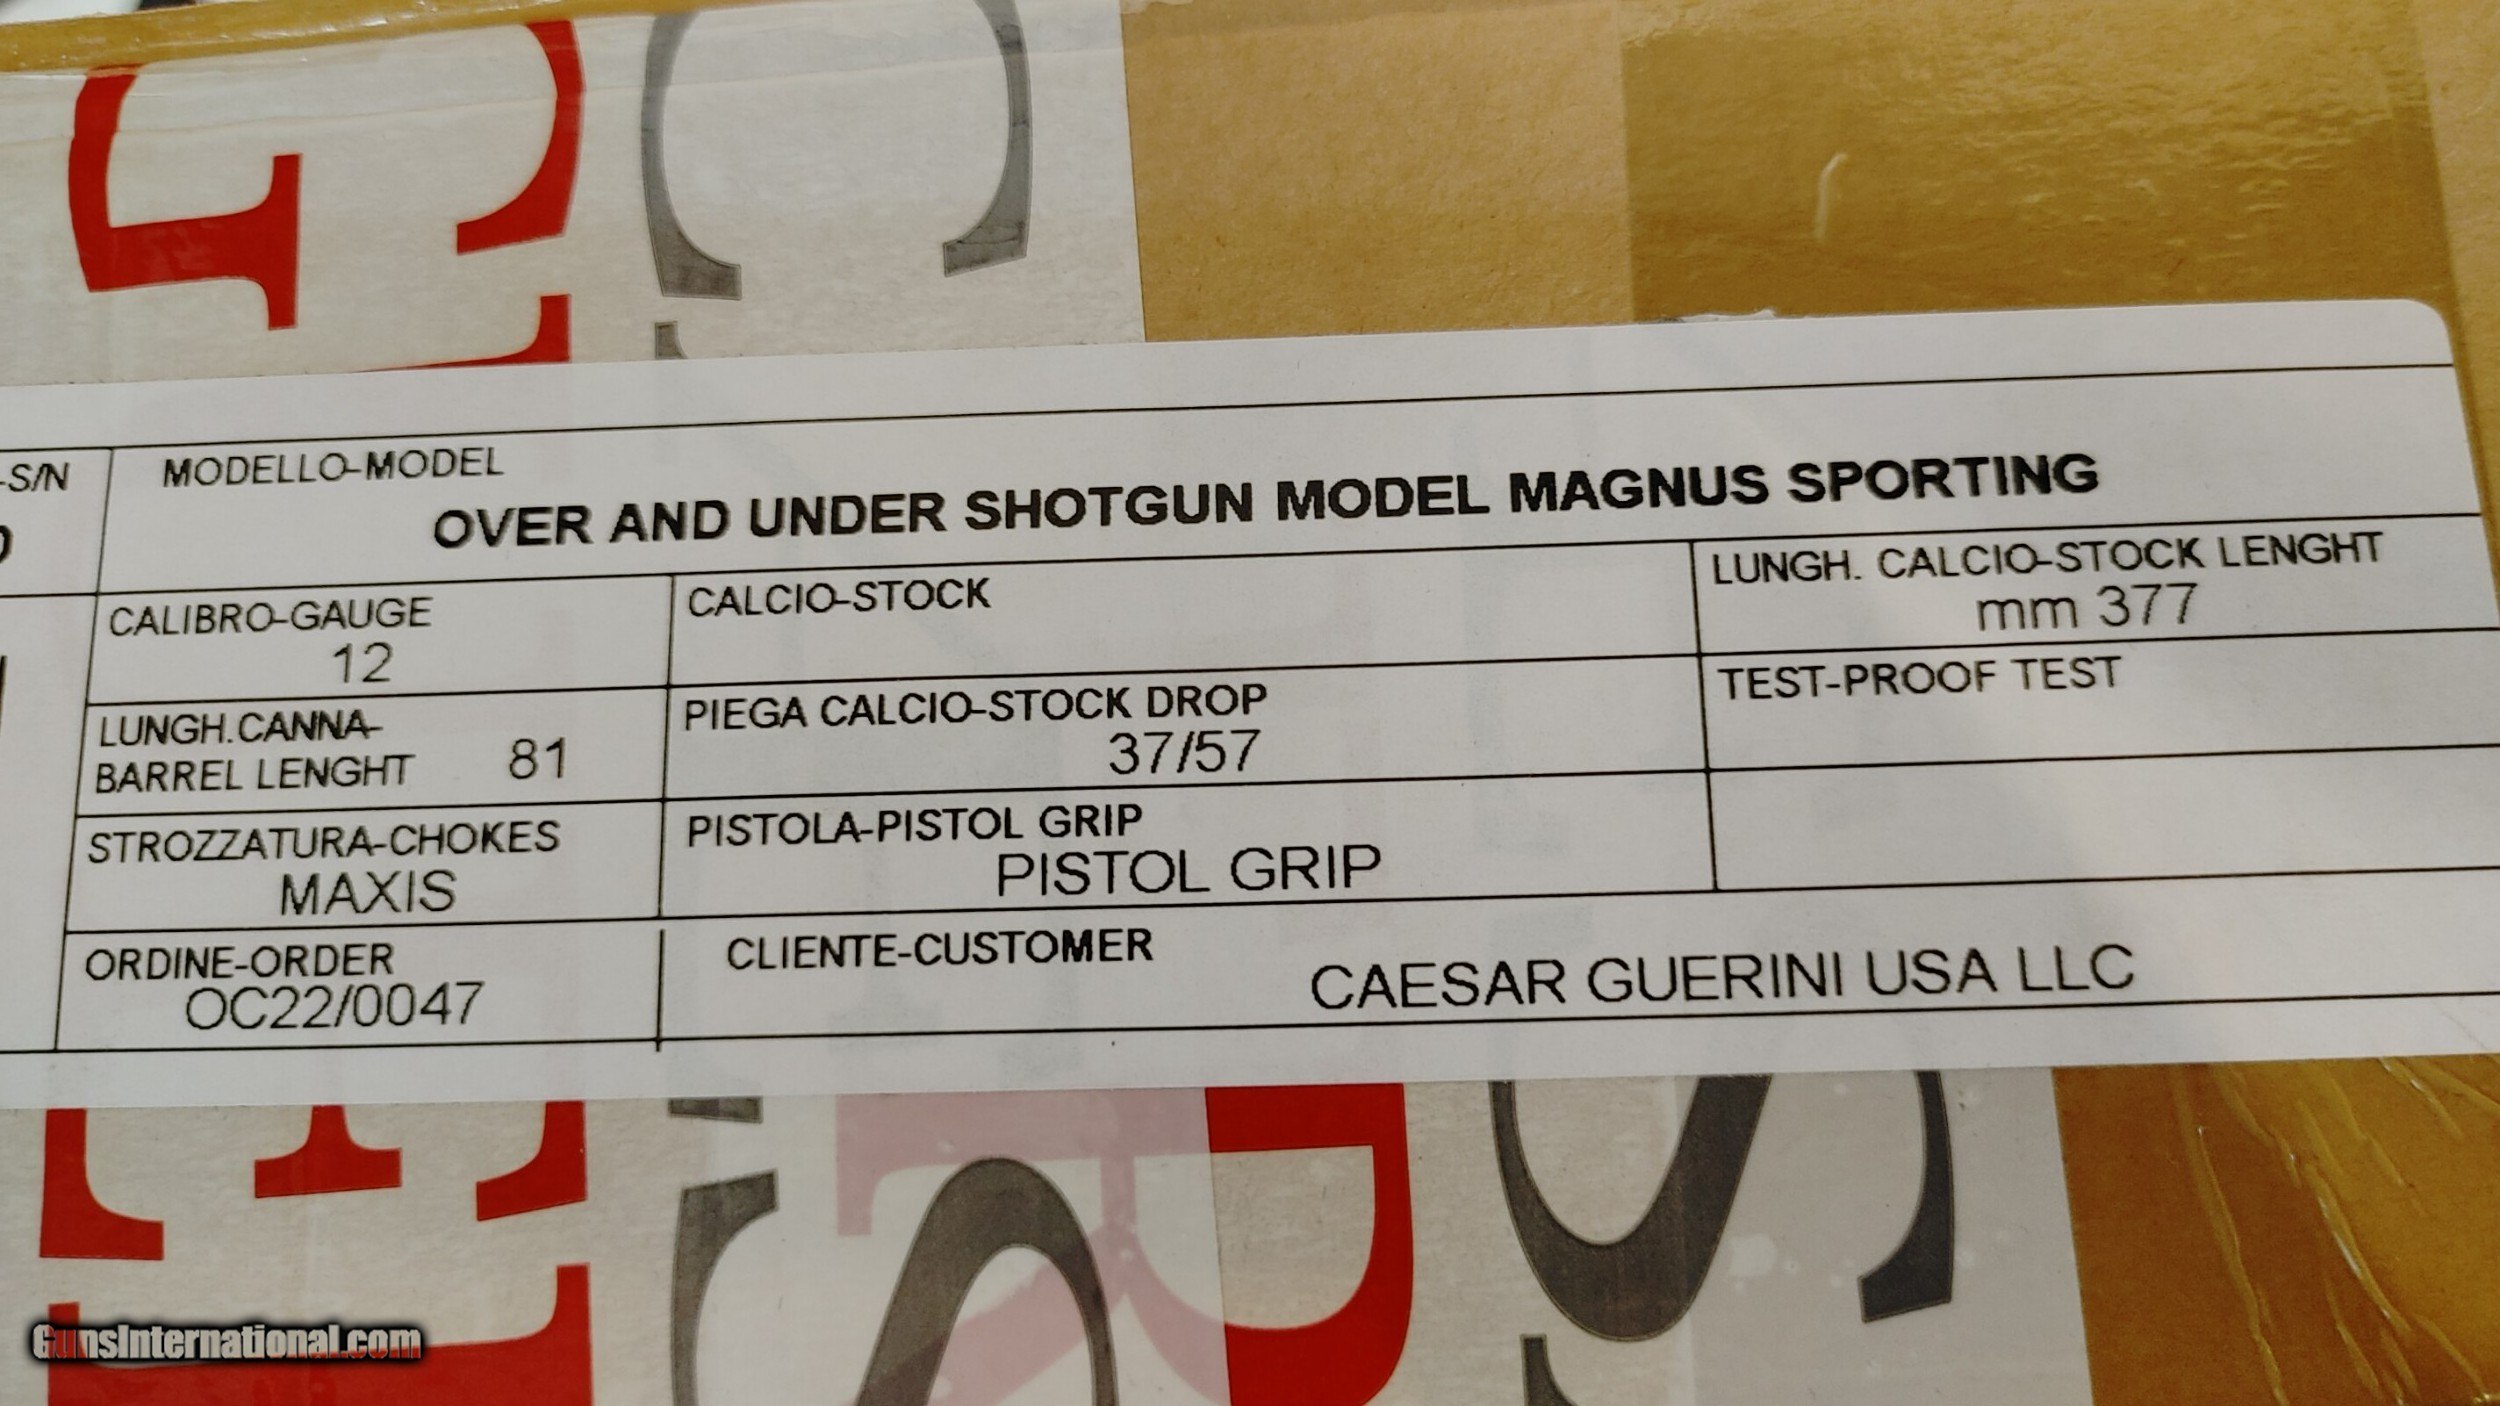 -S/N
MODELLO-MODEL
OVER AND UNDER SHOTGUN MODEL MAGNUS SPORTING
CALIBRO-GAUGE
12
CALCIO-STOCK
LUNGH. CALCIO-STOCK LENGHT
mm 377
LUNGH.CANNA-
BARREL LENGHT 81
PIEGA CALCIO-STOCK DROP
37/57
TEST-PROOF TEST
STROZZATURA-CHOKES
MAXIS
PISTOLA-PISTOL GRIP
PISTOL GRIP
ORDINE-ORDER
OC22/0047
CLIENTE-CUSTOMER
CAESAR GUERINI USA LLC
GunsInternational.com